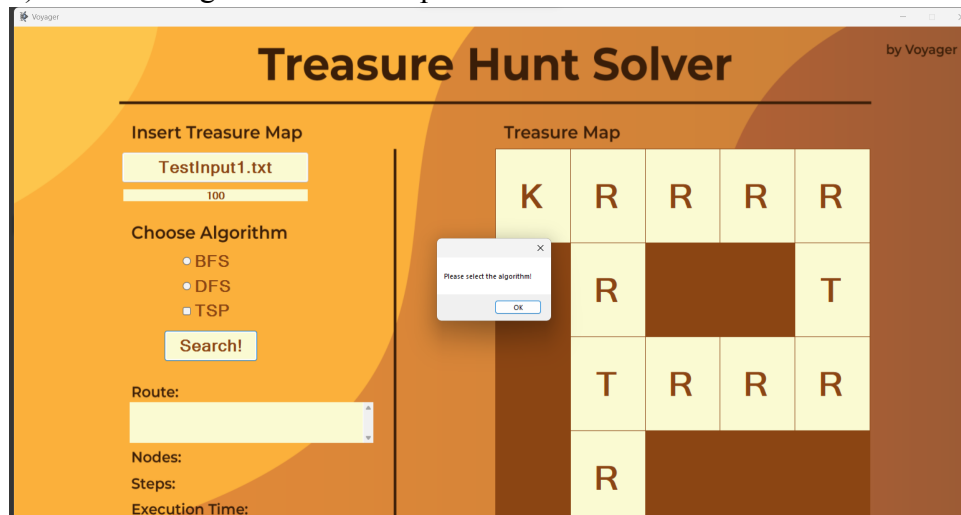 Voyager
Treasure Hunt Solver
by Voyager
Insert Treasure Map
TestInput1.txt
100
Choose Algorithm
BFS
DFS
TSP
Search!
Route:
Nodes:
Steps:
Execution Time:
Treasure Map
K R R R R
R T
T R R R
R
Please select the algorithm!
OK